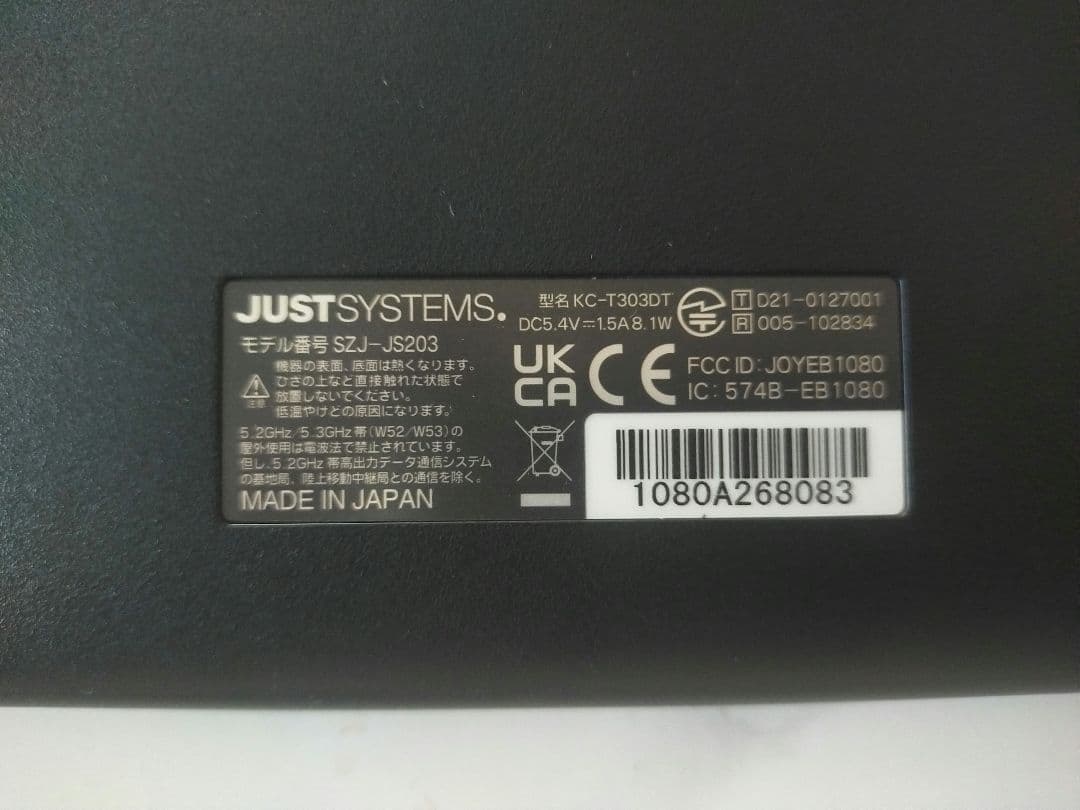 JUSTSYSTEMS.
モデル番号 SZJ-JS203
機器の表面、底面は熱くなります。
ひざの上など直接触れた状態で
放置しないでください。
低温やけどの原因になります。
注意
5.2GHz/5.3GHz帯(W52/W53)の
屋外使用は電波法で禁止されています。
但し、5.2GHz帯高出力データ通信システム
の基地局、陸上移動中継局との通信を除く。
MADE IN JAPAN
型名 KC-T303DT
DC5.4V⎓1.5A 8.1W
T D21-0127001
R 005-102834
UK
CA
CE
FCC ID: JOYEB1080
IC: 574B-EB1080
1080A268083